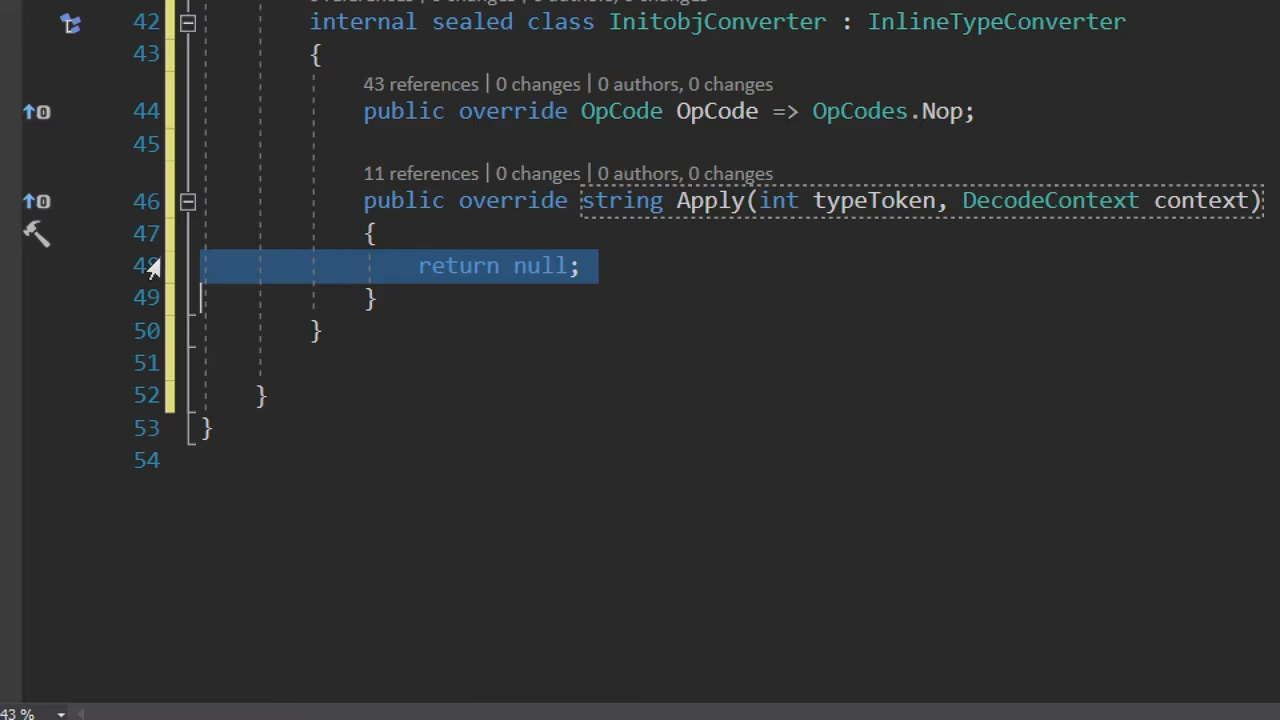 42 internal sealed class InitobjConverter : InlineTypeConverter
43 {
43 references | 0 changes | 0 authors, 0 changes
44 public override OpCode OpCode => OpCodes.Nop;
45
11 references | 0 changes | 0 authors, 0 changes
46 public override string Apply(int typeToken, DecodeContext context)
47 {
48 return null;
49 }
50 }
51
52 }
53 }
54
43 %